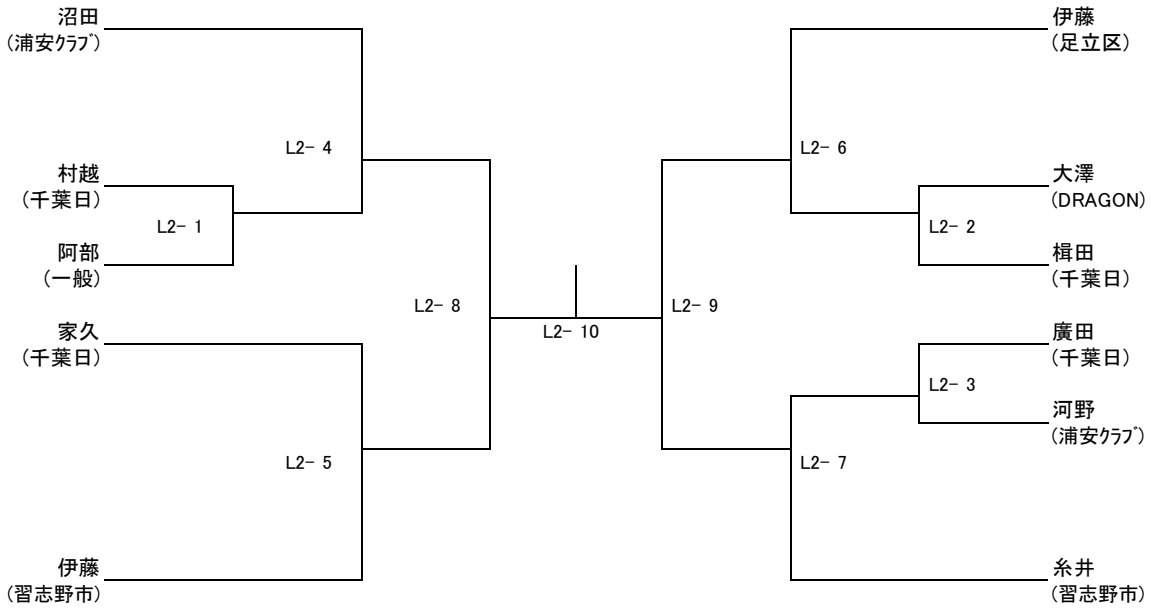 沼田
(浦安ｸﾗﾌﾞ)
L2- 4
村越
(千葉日)
L2- 1
阿部
(一般)
L2- 8
家久
(千葉日)
L2- 5
伊藤
(習志野市)
L2- 10
伊藤
(足立区)
L2- 6
大澤
(DRAGON)
L2- 2
楫田
(千葉日)
L2- 9
廣田
(千葉日)
L2- 3
河野
(浦安ｸﾗﾌﾞ)
L2- 7
糸井
(習志野市)